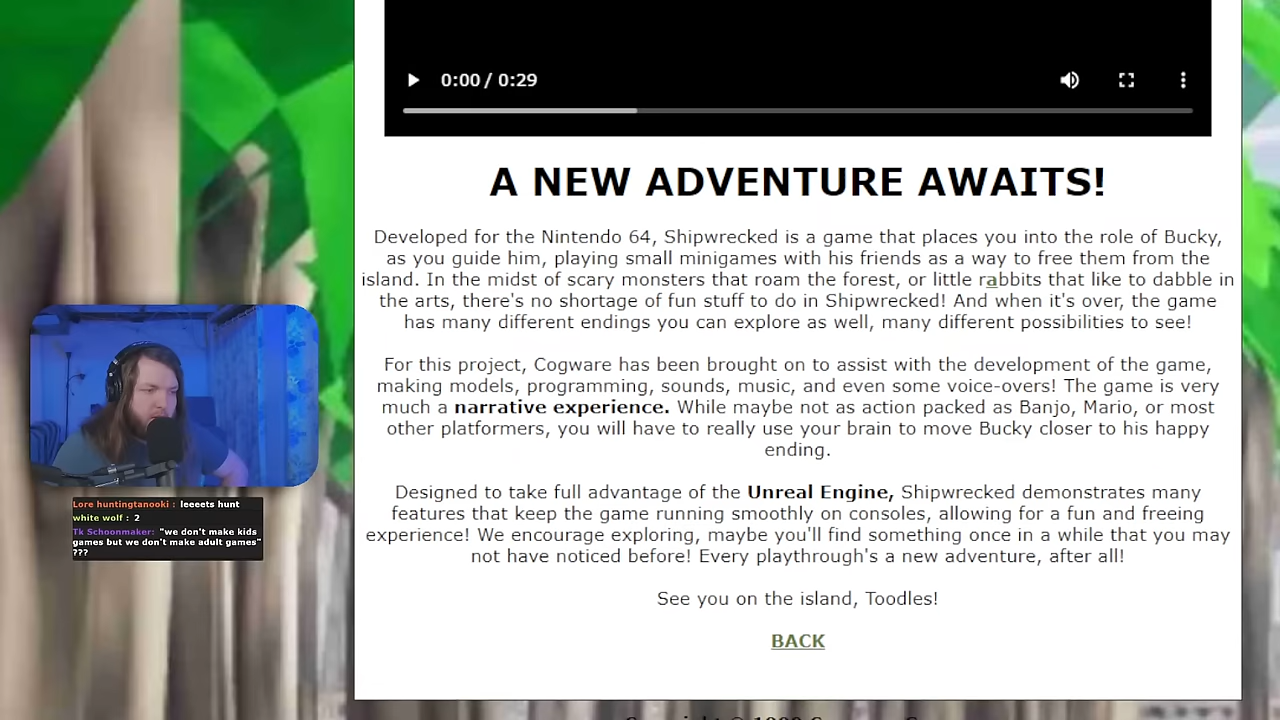 0:00 / 0:29
A NEW ADVENTURE AWAITS!
Developed for the Nintendo 64, Shipwrecked is a game that places you into the role of Bucky,
as you guide him, playing small minigames with his friends as a way to free them from the
island. In the midst of scary monsters that roam the forest, or little rabbits that like to dabble in
the arts, there's no shortage of fun stuff to do in Shipwrecked! And when it's over, the game
has many different endings you can explore as well, many different possibilities to see!
For this project, Cogware has been brought on to assist with the development of the game,
making models, programming, sounds, music, and even some voice-overs! The game is very
much a narrative experience. While maybe not as action packed as Banjo, Mario, or most
other platformers, you will have to really use your brain to move Bucky closer to his happy
ending.
Designed to take full advantage of the Unreal Engine, Shipwrecked demonstrates many
features that keep the game running smoothly on consoles, allowing for a fun and freeing
experience! We encourage exploring, maybe you'll find something once in a while that you may
not have noticed before! Every playthrough's a new adventure, after all!
See you on the island, Toodles!
BACK
Lore huntingtanooki : leeeets hunt
white wolf : 2
Tk Schoonmaker: "we don't make kids
games but we don't make adult games"
???